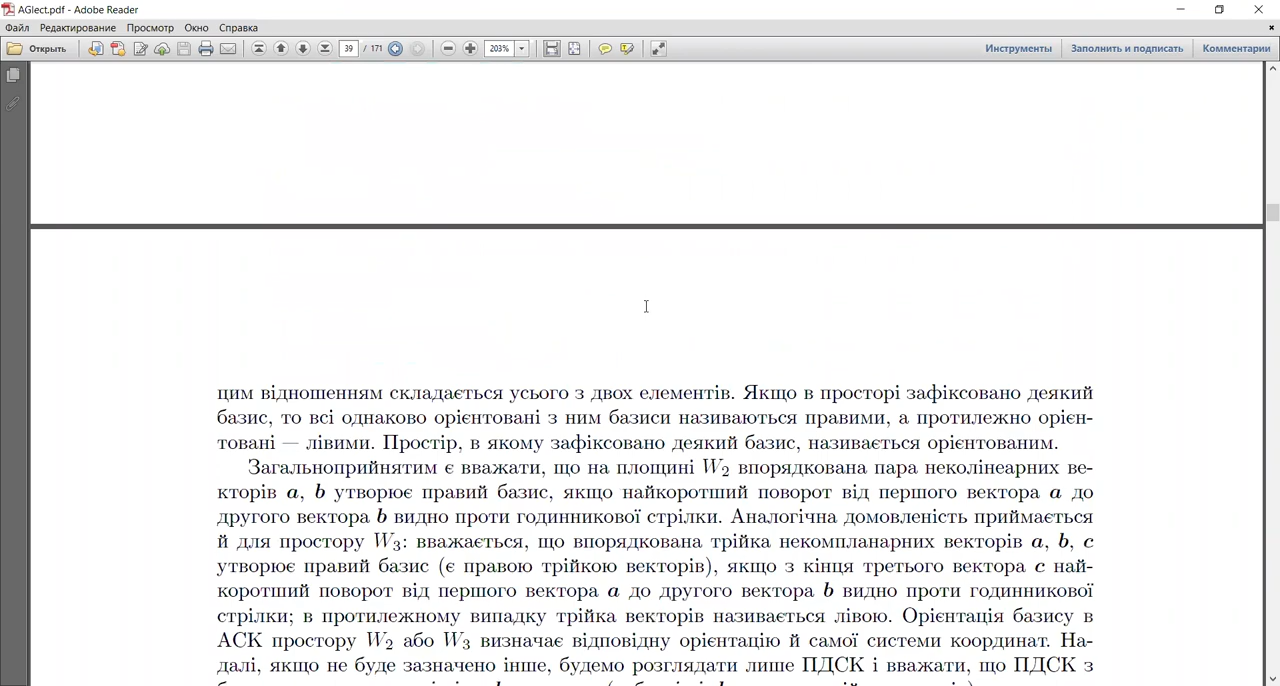 AGlect.pdf - Adobe Reader
Файл Редактирование Просмотр Окно Справка
Открыть 39 / 171 203% Инструменты Заполнить и подписать Комментарии
цим відношенням складається усього з двох елементів. Якщо в просторі зафіксовано деякий
базис, то всі однаково орієнтовані з ним базиси називаються правими, а протилежно орієн-
товані — лівими. Простір, в якому зафіксовано деякий базис, називається орієнтованим.
Загальноприйнятим є вважати, що на площині W₂ впорядкована пара неколінеарних ве-
кторів a, b утворює правий базис, якщо найкоротший поворот від першого вектора a до
другого вектора b видно проти годинникової стрілки. Аналогічна домовленість приймається
й для простору W₃: вважається, що впорядкована трійка некомпланарних векторів a, b, c
утворює правий базис (є правою трійкою векторів), якщо з кінця третього вектора c най-
коротший поворот від першого вектора a до другого вектора b видно проти годинникової
стрілки; в протилежному випадку трійка векторів називається лівою. Орієнтація базису в
АСК простору W₂ або W₃ визначає відповідну орієнтацію й самої системи координат. На-
далі, якщо не буде зазначено інше, будемо розглядати лише ПДСК і вважати, що ПДСК з